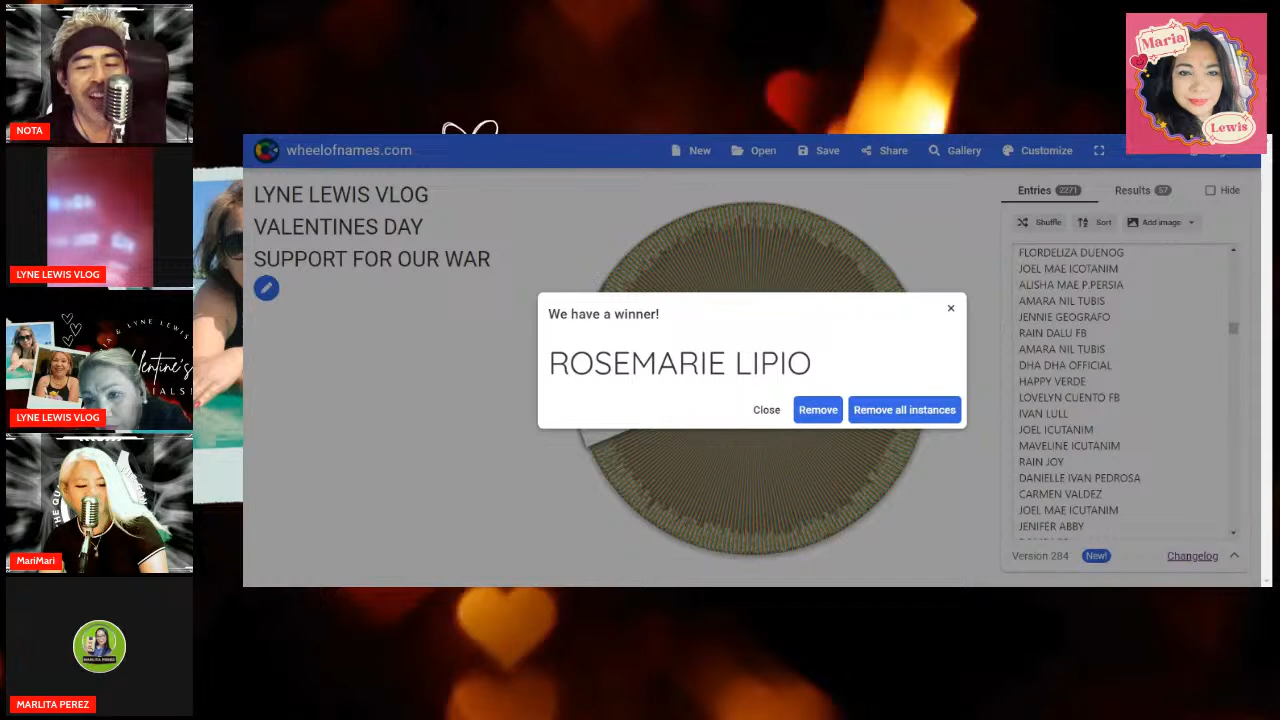 NOTA
LYNE LEWIS VLOG
LYNE LEWIS VLOG
MariMari
MARLITA PEREZ
Maria
Lewis
wheelofnames.com
New
Open
Save
Share
Gallery
Customize
LYNE LEWIS VLOG
VALENTINES DAY
SUPPORT FOR OUR WAR
We have a winner!
ROSEMARIE LIPIO
Close
Remove
Remove all instances
Entries 2271
Results 57
Hide
Shuffle
Sort
Add image
FLORDELIZA DUENOG
JOEL MAE ICOTANIM
ALISHA MAE P.PERSIA
AMARA NIL TUBIS
JENNIE GEOGRAFO
RAIN DALU FB
AMARA NIL TUBIS
DHA DHA OFFICIAL
HAPPY VERDE
LOVELYN CUENTO FB
IVAN LULL
JOEL ICUTANIM
MAVELINE ICUTANIM
RAIN JOY
DANIELLE IVAN PEDROSA
CARMEN VALDEZ
JOEL MAE ICUTANIM
JENIFER ABBY
Version 284
New!
Changelog